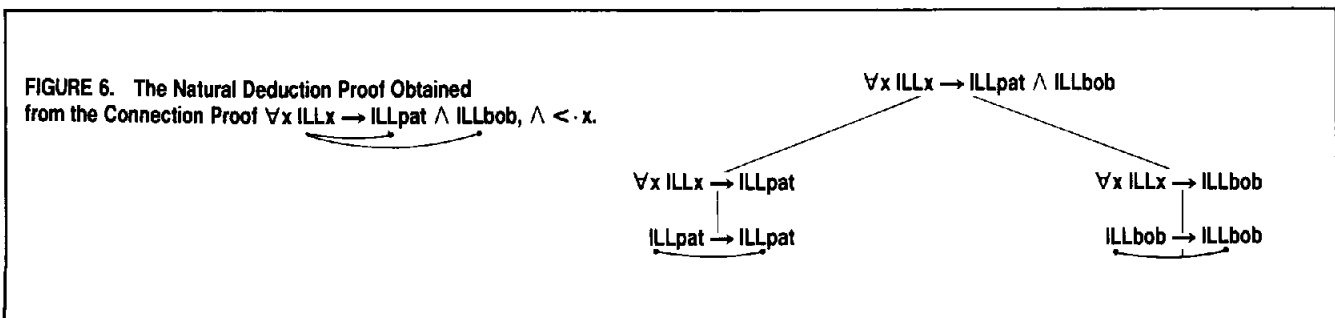 FIGURE 6. The Natural Deduction Proof Obtained
from the Connection Proof ∀x ILLx → ILLpat ∧ ILLbob, ∧ <· x.
∀x ILLx → ILLpat ∧ ILLbob
∀x ILLx → ILLpat
∀x ILLx → ILLbob
ILLpat → ILLpat
ILLbob → ILLbob